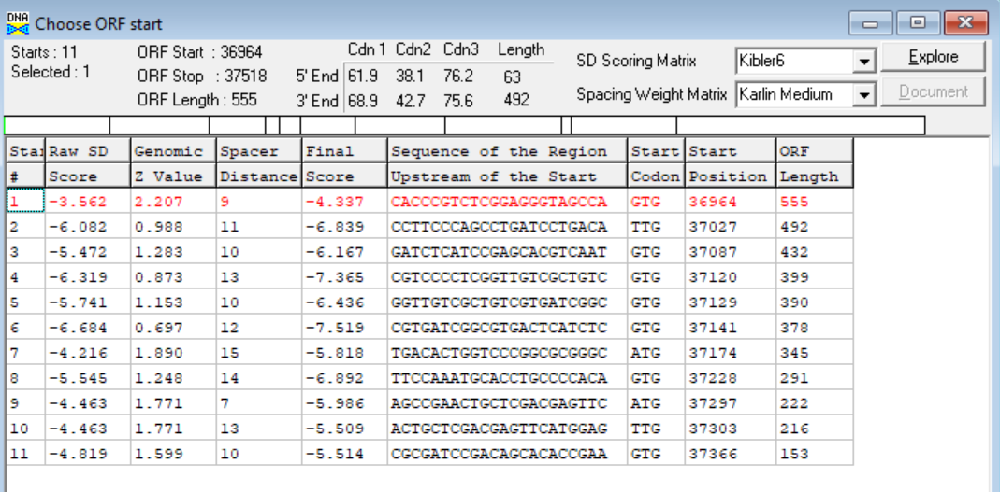 DNA Choose ORF start
Starts : 11 ORF Start : 36964 Cdn 1 Cdn2 Cdn3 Length SD Scoring Matrix Kibler6 Explore
Selected : 1 ORF Stop : 37518 5' End 61.9 38.1 76.2 63
ORF Length : 555 3' End 68.9 42.7 75.6 492 Spacing Weight Matrix Karlin Medium Document
Star Raw SD Genomic Spacer Final Sequence of the Region Start Start ORF
# Score Z Value Distance Score Upstream of the Start Codon Position Length
1 -3.562 2.207 9 -4.337 CACCCGTCTCGGAGGGTAGCCA GTG 36964 555
2 -6.082 0.988 11 -6.839 CCTTCCCAGCCTGATCCTGACA TTG 37027 492
3 -5.472 1.283 10 -6.167 GATCTCATCCGAGCACGTCAAT GTG 37087 432
4 -6.319 0.873 13 -7.365 CGTCCCCTCGGTTGTCGCTGTC GTG 37120 399
5 -5.741 1.153 10 -6.436 GGTTGTCGCTGTCGTGATCGGC GTG 37129 390
6 -6.684 0.697 12 -7.519 CGTGATCGGCGTGACTCATCTC GTG 37141 378
7 -4.216 1.890 15 -5.818 TGACACTGGTCCCGGCGCGGGC ATG 37174 345
8 -5.545 1.248 14 -6.892 TTCCAAATGCACCTGCCCCACA GTG 37228 291
9 -4.463 1.771 7 -5.986 AGCCGAACTGCTCGACGAGTTC ATG 37297 222
10 -4.463 1.771 13 -5.509 ACTGCTCGACGAGTTCATGGAG TTG 37303 216
11 -4.819 1.599 10 -5.514 CGCGATCCGACAGCACACCGAA GTG 37366 153